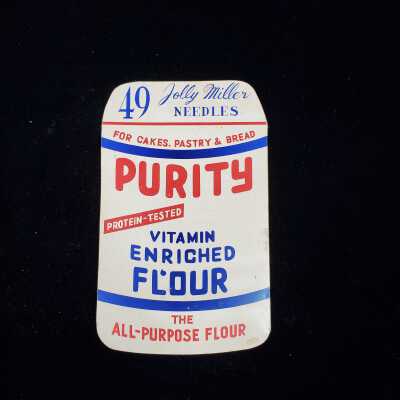 49 Jolly Miller
NEEDLES
FOR CAKES, PASTRY & BREAD
PURITY
PROTEIN-TESTED
VITAMIN
ENRICHED
FLOUR
THE
ALL-PURPOSE FLOUR